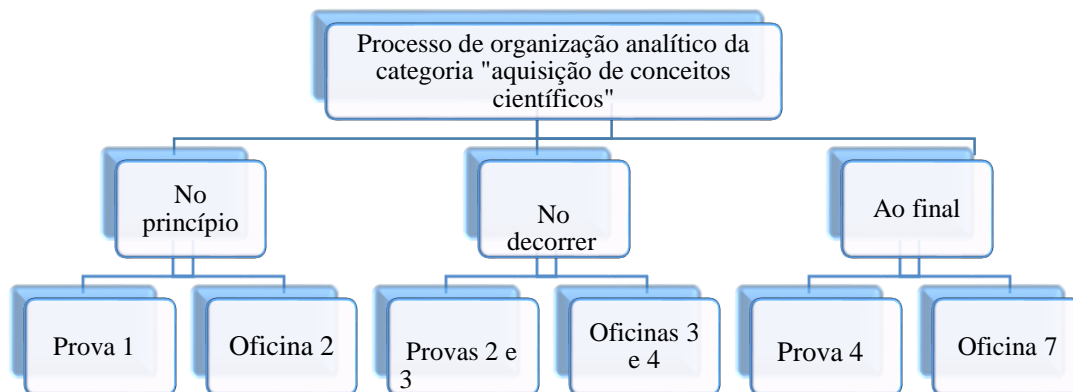 Processo de organização analítico da
categoria "aquisição de conceitos
científicos"
No
princípio
No
decorrer
Ao final
Prova 1
Oficina 2
Provas 2 e
3
Oficinas 3
e 4
Prova 4
Oficina 7